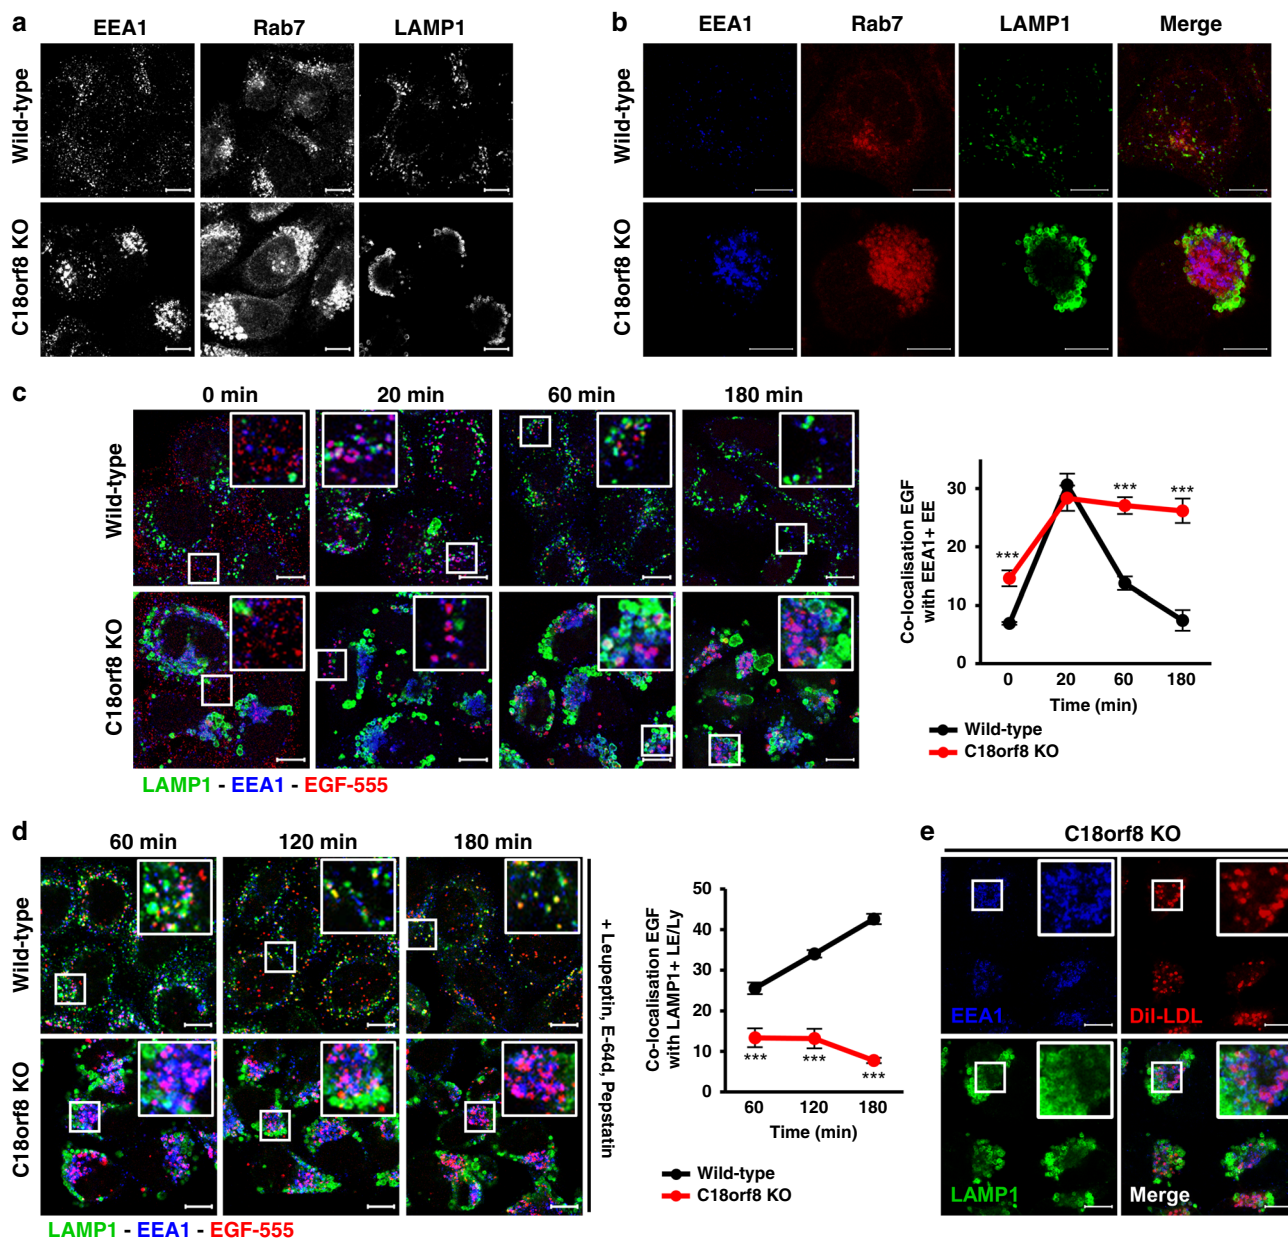 a
EEA1 Rab7 LAMP1
Wild-type
C18orf8 KO
b
EEA1 Rab7 LAMP1 Merge
Wild-type
C18orf8 KO
c
0 min 20 min 60 min 180 min
Wild-type
C18orf8 KO
LAMP1 - EEA1 - EGF-555
Co-localisation EGF
with EEA1+ EE
30
20
10
0
***
***
***
0 20 60 180
Time (min)
Wild-type
C18orf8 KO
d
60 min 120 min 180 min
Wild-type
C18orf8 KO
+ Leupeptin, E-64d, Pepstatin
LAMP1 - EEA1 - EGF-555
Co-localisation EGF
with LAMP1+ LE/Ly
50
40
30
20
10
0
***
***
***
60 120 180
Time (min)
Wild-type
C18orf8 KO
e
C18orf8 KO
EEA1
Dil-LDL
LAMP1
Merge